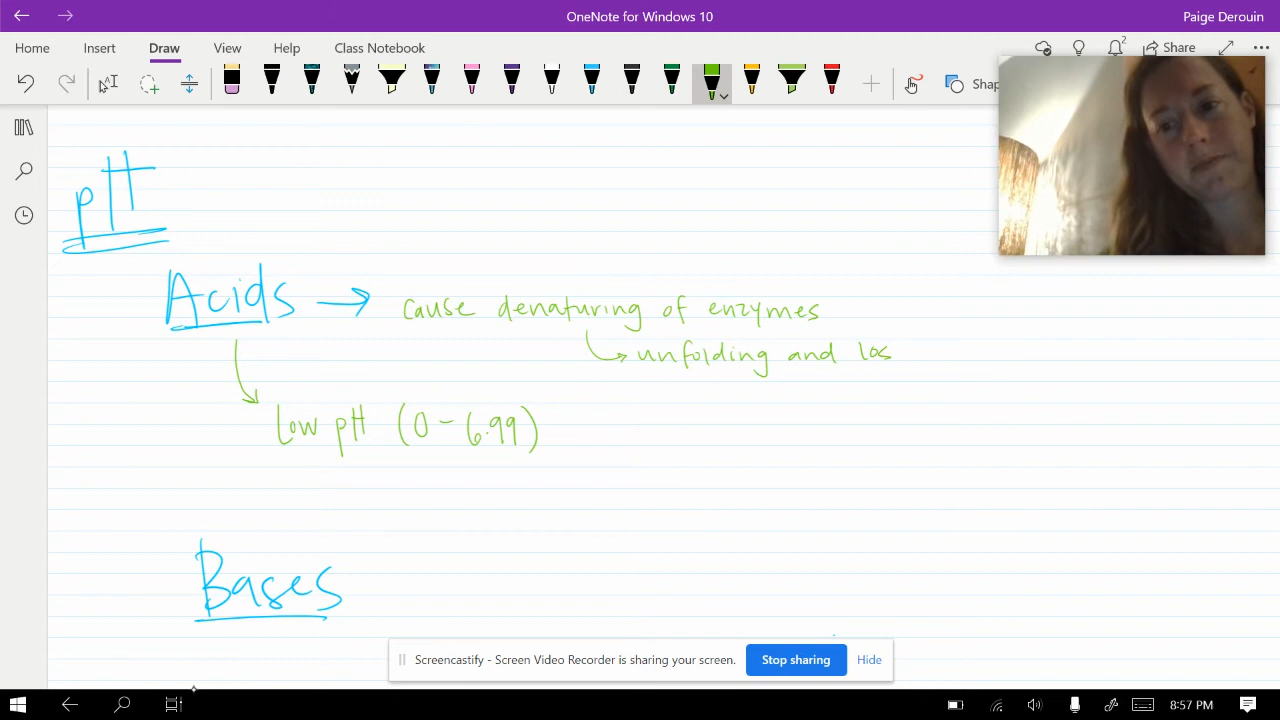 OneNote for Windows 10
Paige Derouin
Home Insert Draw View Help Class Notebook
2
Share
Shap
pH
Acids → cause denaturing of enzymes
unfolding and los
Low pH (0-6.99)
Bases
Screencastify - Screen Video Recorder is sharing your screen.
Stop sharing
Hide
8:57 PM